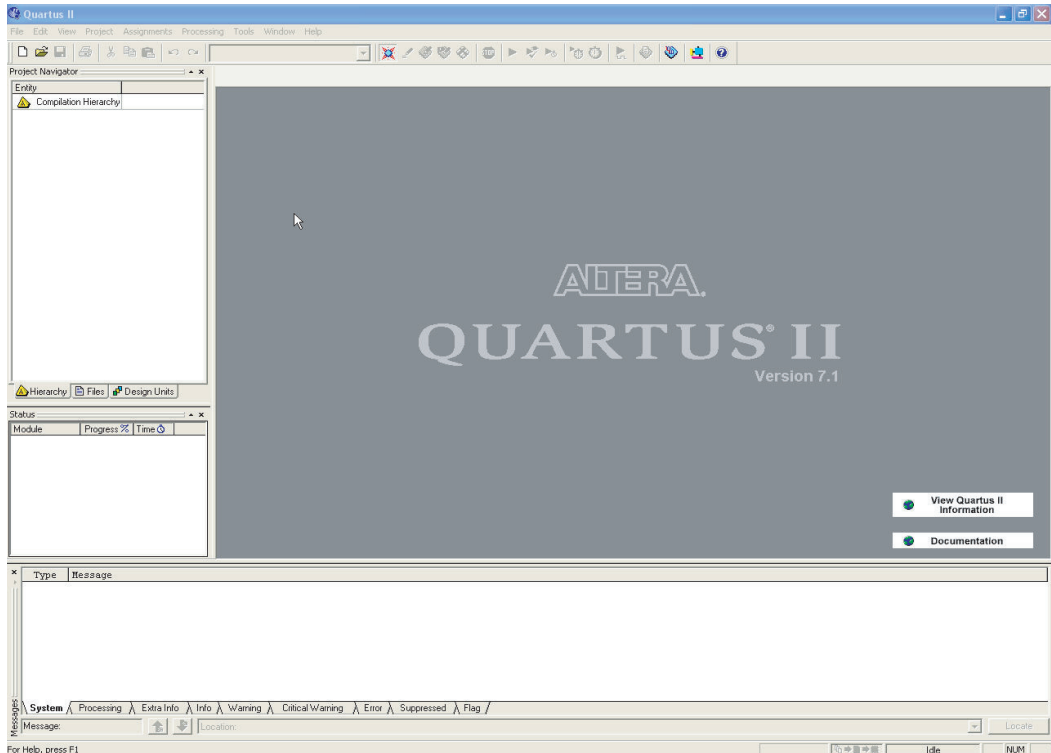 Quartus II
File Edit View Project Assignments Processing Tools Window Help
Project Navigator
Entity
Compilation Hierarchy
Hierarchy Files Design Units
Status
Module Progress % Time
ALTERA.
QUARTUS® II
Version 7.1
View Quartus II
Information
Documentation
Type Message
System Processing Extra Info Info Warning Critical Warning Error Suppressed Flag
Messages
Message: Location: Locate
For Help, press F1 Idle NUM